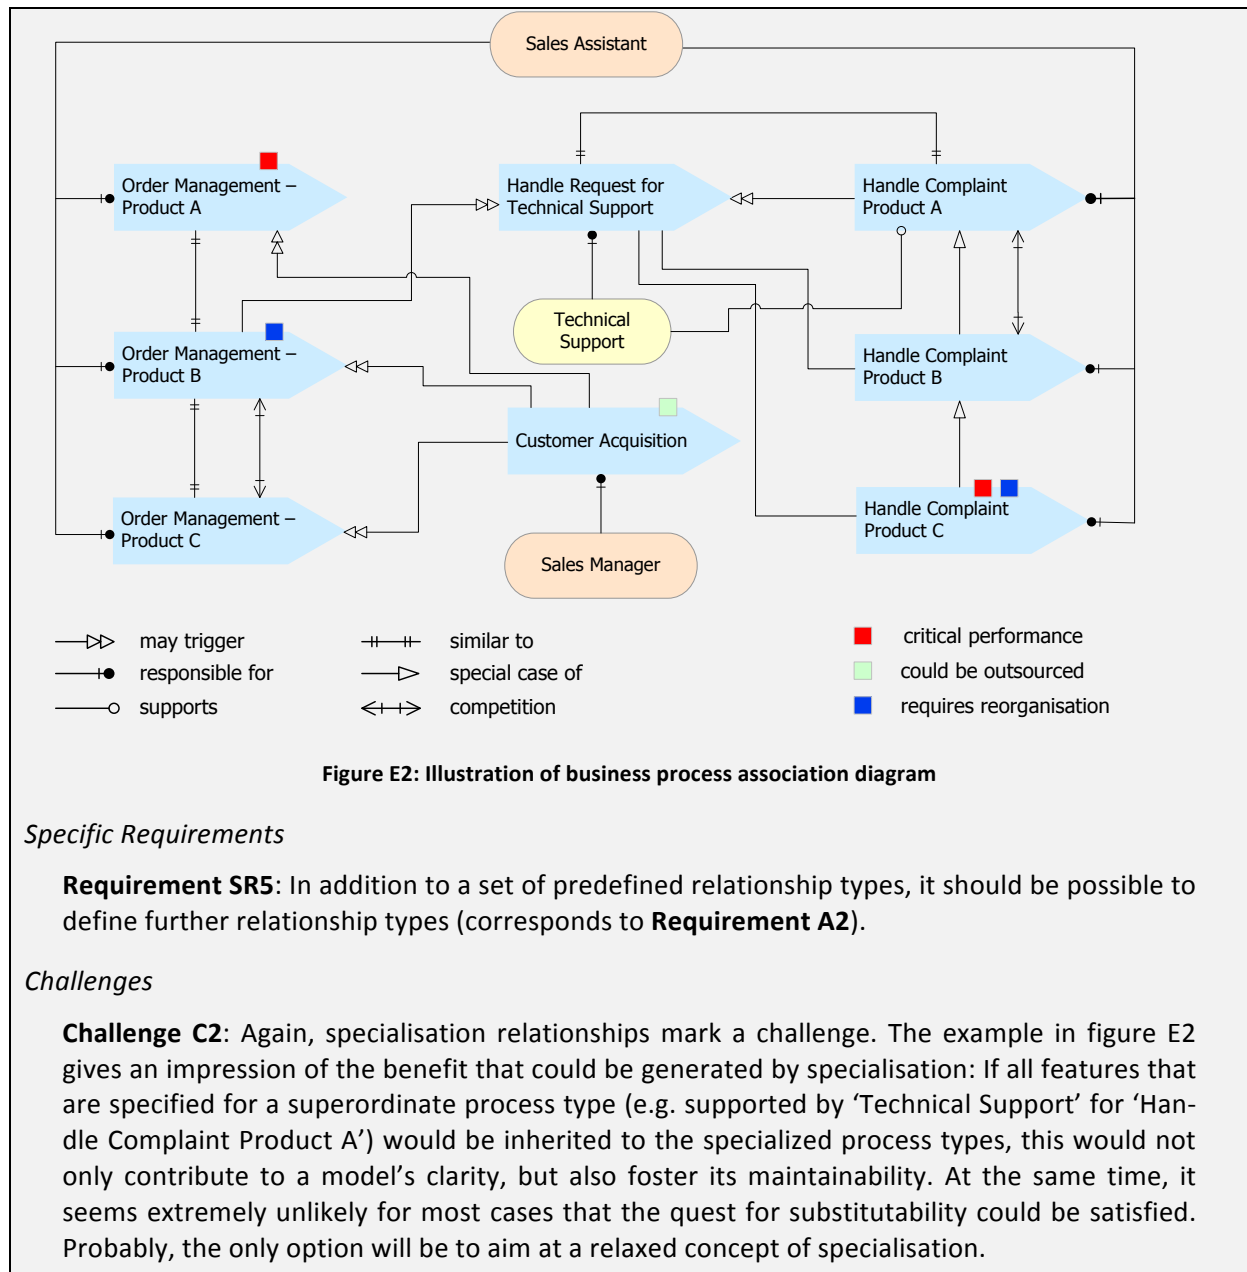 Sales Assistant
Order Management –
Product A
Handle Request for
Technical Support
Handle Complaint
Product A
Technical
Support
Order Management –
Product B
Handle Complaint
Product B
Customer Acquisition
Order Management –
Product C
Handle Complaint
Product C
Sales Manager
may trigger
similar to
critical performance
responsible for
special case of
could be outsourced
supports
competition
requires reorganisation
Figure E2: Illustration of business process association diagram
Specific Requirements
Requirement SR5: In addition to a set of predefined relationship types, it should be possible to
define further relationship types (corresponds to Requirement A2).
Challenges
Challenge C2: Again, specialisation relationships mark a challenge. The example in figure E2
gives an impression of the benefit that could be generated by specialisation: If all features that
are specified for a superordinate process type (e.g. supported by ‘Technical Support’ for ‘Han-
dle Complaint Product A’) would be inherited to the specialized process types, this would not
only contribute to a model’s clarity, but also foster its maintainability. At the same time, it
seems extremely unlikely for most cases that the quest for substitutability could be satisfied.
Probably, the only option will be to aim at a relaxed concept of specialisation.